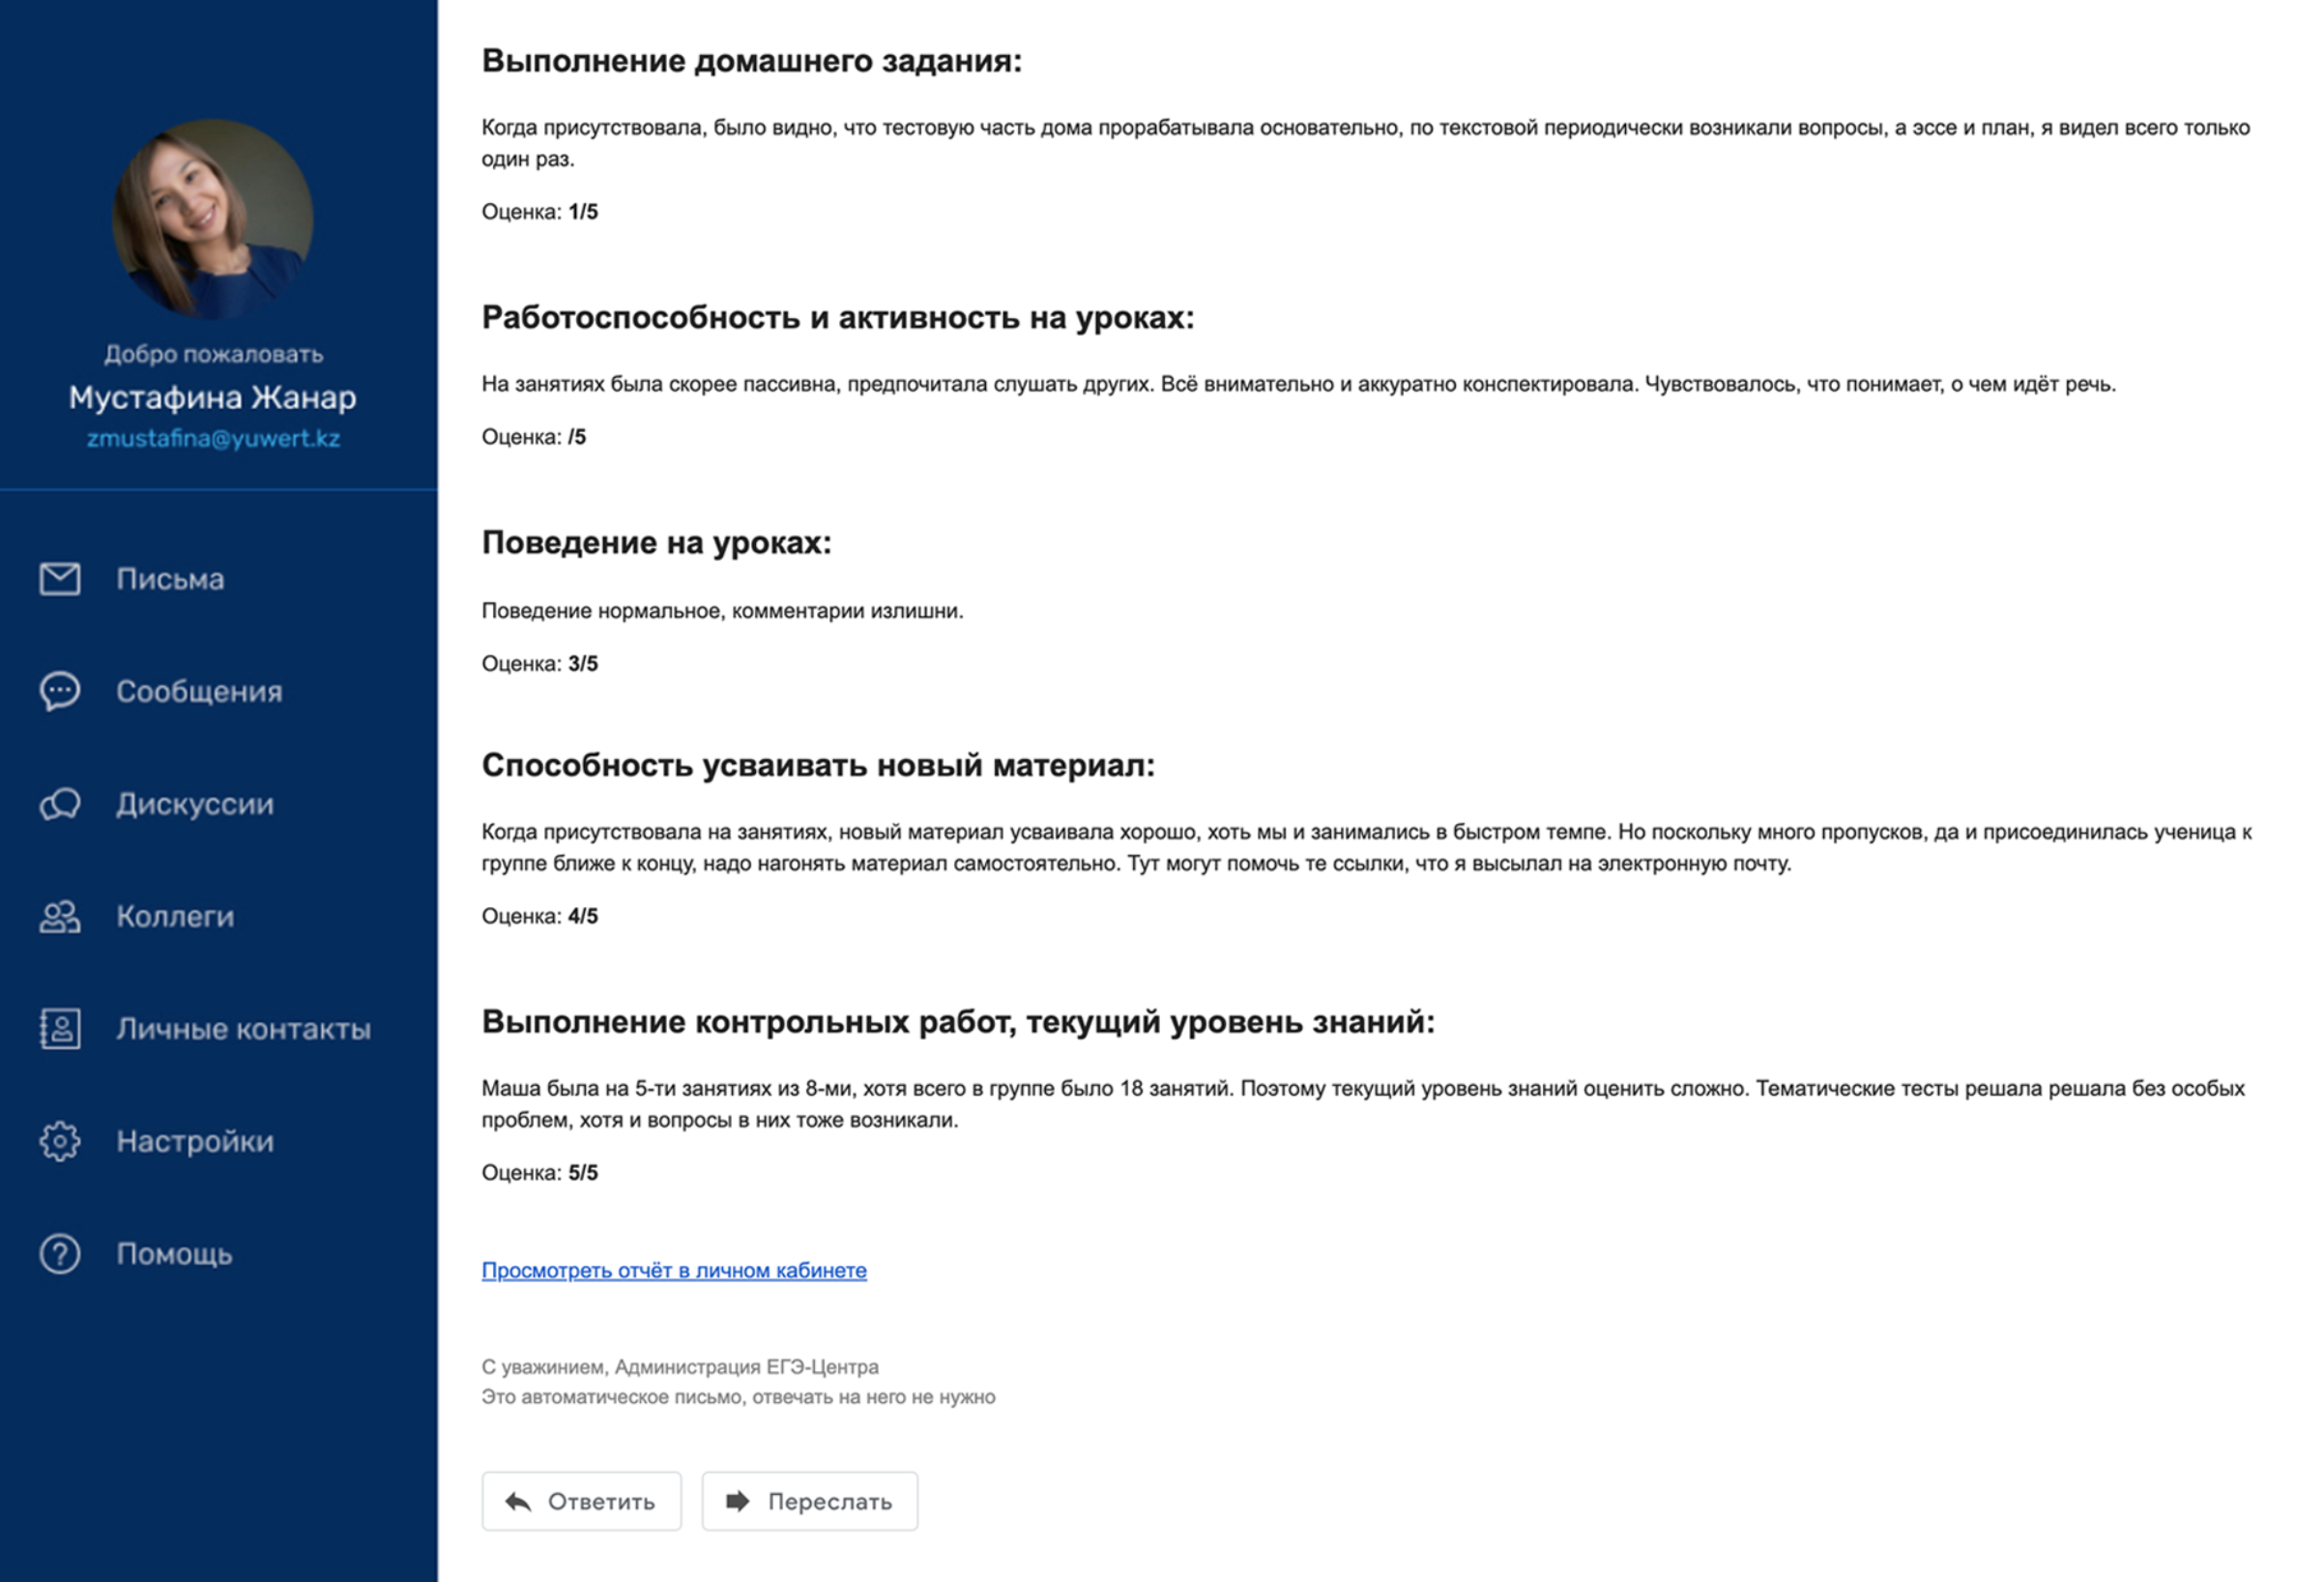 Добро пожаловать
Мустафина Жанар
zmustafina@yuwert.kz
Письма
Сообщения
Дискуссии
Коллеги
Личные контакты
Настройки
Помощь
Выполнение домашнего задания:
Когда присутствовала, было видно, что тестовую часть дома прорабатывала основательно, по текстовой периодически возникали вопросы, а эссе и план, я видел всего только
один раз.
Оценка: 1/5
Работоспособность и активность на уроках:
На занятиях была скорее пассивна, предпочитала слушать других. Всё внимательно и аккуратно конспектировала. Чувствовалось, что понимает, о чем идёт речь.
Оценка: /5
Поведение на уроках:
Поведение нормальное, комментарии излишни.
Оценка: 3/5
Способность усваивать новый материал:
Когда присутствовала на занятиях, новый материал усваивала хорошо, хоть мы и занимались в быстром темпе. Но поскольку много пропусков, да и присоединилась ученица к
группе ближе к концу, надо нагонять материал самостоятельно. Тут могут помочь те ссылки, что я высылал на электронную почту.
Оценка: 4/5
Выполнение контрольных работ, текущий уровень знаний:
Маша была на 5-ти занятиях из 8-ми, хотя всего в группе было 18 занятий. Поэтому текущий уровень знаний оценить сложно. Тематические тесты решала решала без особых
проблем, хотя и вопросы в них тоже возникали.
Оценка: 5/5
Просмотреть отчёт в личном кабинете
С уважинием, Администрация ЕГЭ-Центра
Это автоматическое письмо, отвечать на него не нужно
Ответить
Переслать